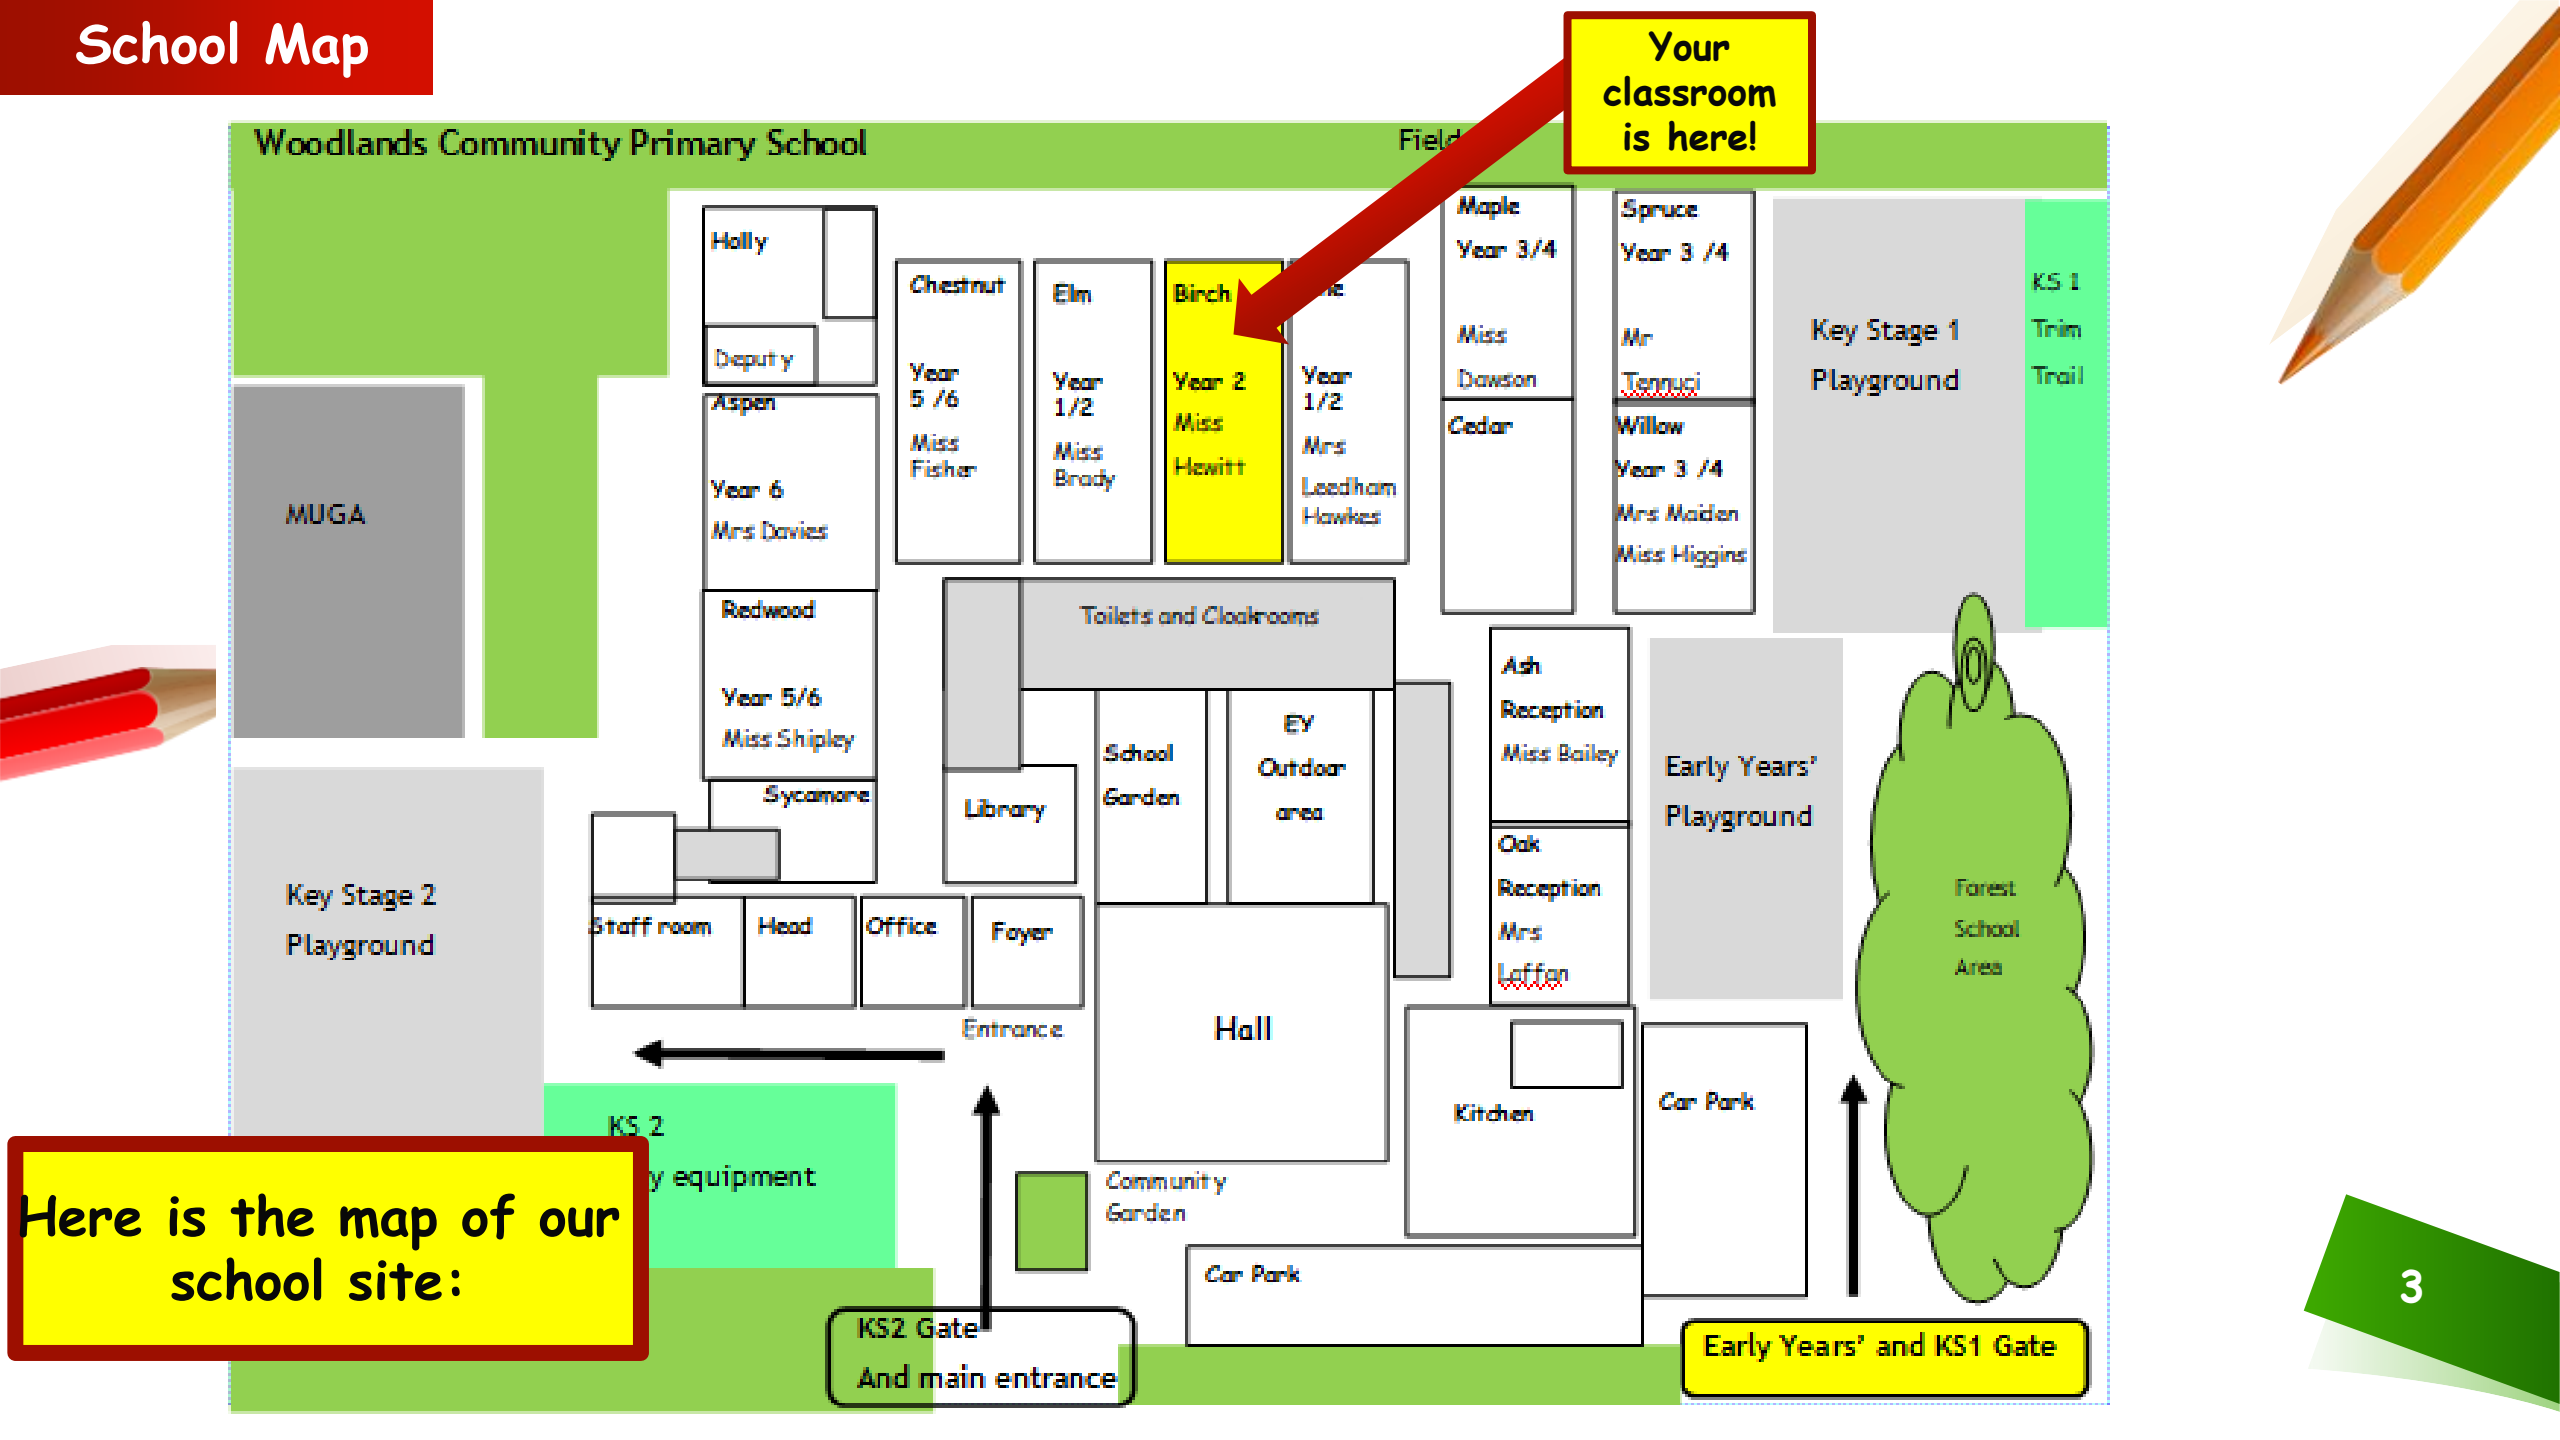 School Map
Your
classroom
is here!
Woodlands Community Primary School
Field
Holly
Deputy
Aspen
Year 6
Mrs Davies
Redwood
Year 5/6
Miss Shipley
Sycamore
Chestnut
Year
5 /6
Miss
Fisher
Elm
Year
1/2
Miss
Brady
Birch
Year 2
Miss
Hewitt
Year
1/2
Mrs
Leedham
Hawkes
Maple
Year 3/4
Miss
Dawson
Cedar
Spruce
Year 3 /4
Mr
Tennuci
Willow
Year 3 /4
Mrs Maiden
Miss Higgins
Key Stage 1
Playground
KS 1
Trim
Trail
MUGA
Toilets and Cloakrooms
School
Garden
EY
Outdoor
area
Library
Ash
Reception
Miss Bailey
Oak
Reception
Mrs
Laffan
Early Years'
Playground
Forest
School
Area
Key Stage 2
Playground
Staff room
Head
Office
Foyer
Entrance
Hall
Kitchen
Car Park
KS 2
equipment
Community
Garden
Car Park
Here is the map of our
school site:
KS2 Gate
And main entrance
Early Years' and KS1 Gate
3